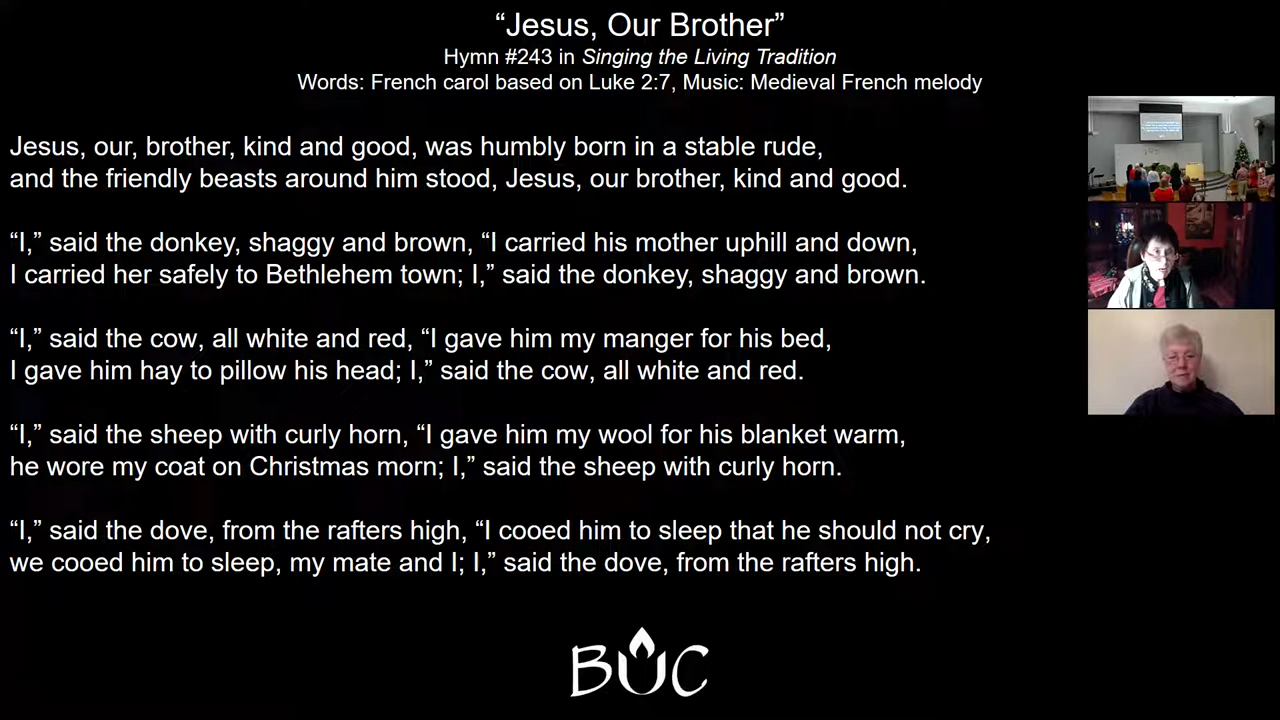 “Jesus, Our Brother”
Hymn #243 in Singing the Living Tradition
Words: French carol based on Luke 2:7, Music: Medieval French melody
Jesus, our, brother, kind and good, was humbly born in a stable rude,
and the friendly beasts around him stood, Jesus, our brother, kind and good.
“I,” said the donkey, shaggy and brown, “I carried his mother uphill and down,
I carried her safely to Bethlehem town; I,” said the donkey, shaggy and brown.
“I,” said the cow, all white and red, “I gave him my manger for his bed,
I gave him hay to pillow his head; I,” said the cow, all white and red.
“I,” said the sheep with curly horn, “I gave him my wool for his blanket warm,
he wore my coat on Christmas morn; I,” said the sheep with curly horn.
“I,” said the dove, from the rafters high, “I cooed him to sleep that he should not cry,
we cooed him to sleep, my mate and I; I,” said the dove, from the rafters high.
BUC